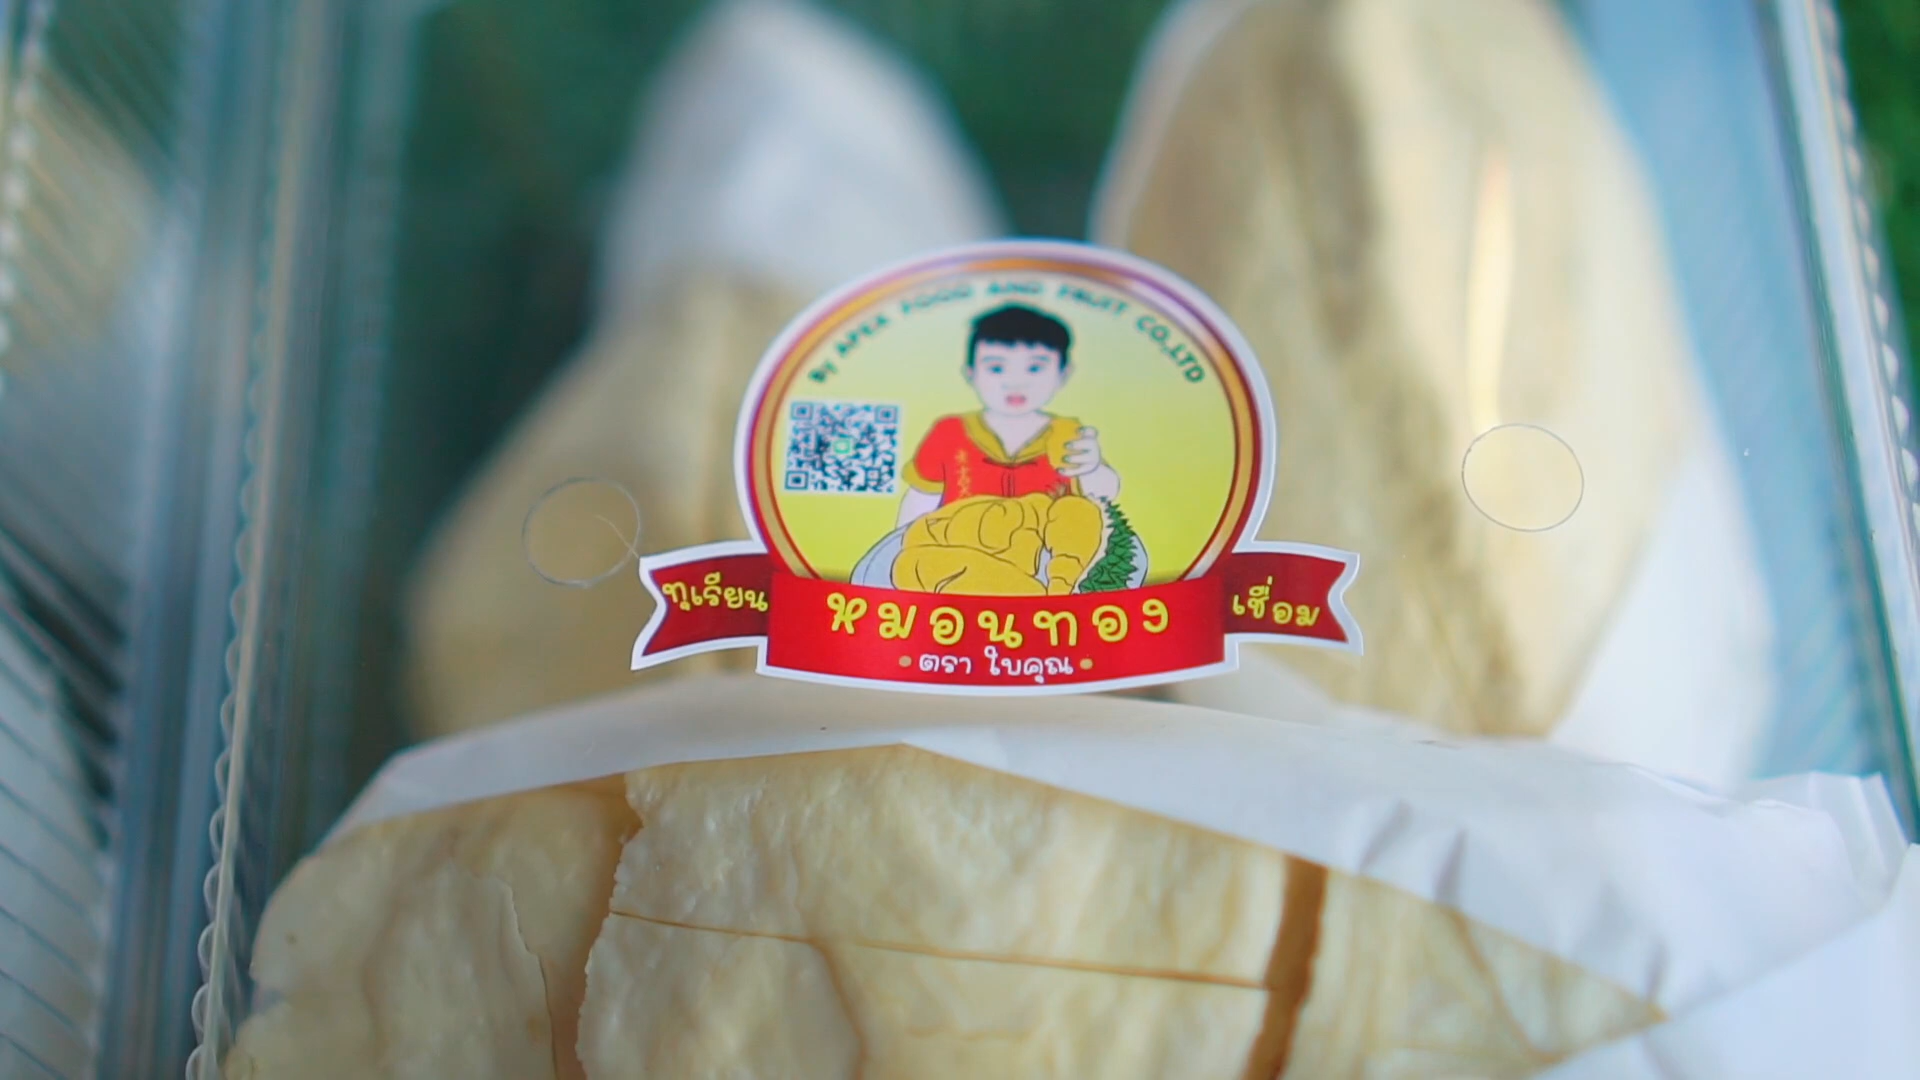 By APEA FOOD AND FRUIT CO.,LTD
ทุเรียน หมอนทอง เชื่อม
• ตรา ใบคุณ •